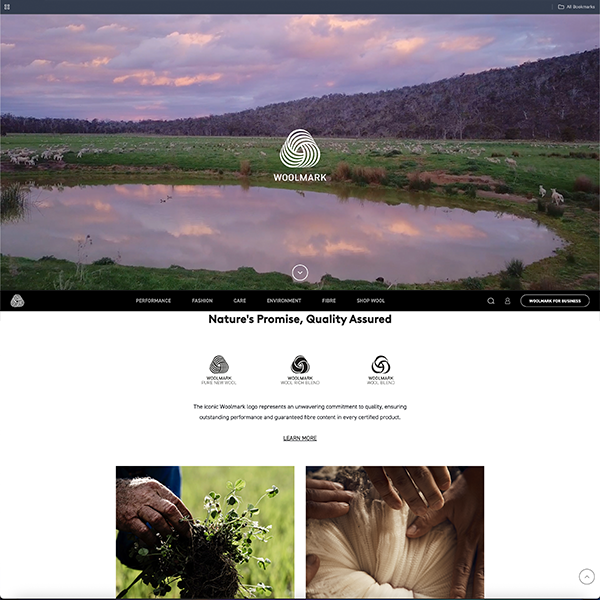 All Bookmarks
WOOLMARK
PERFORMANCE FASHION CARE ENVIRONMENT FIBRE SHOP WOOL WOOLMARK FOR BUSINESS
Nature's Promise, Quality Assured
WOOLMARK WOOLMARK WOOLMARK
PURE NEW WOOL WOOL RICH BLEND WOOL BLEND
The iconic Woolmark logo represents an unwavering commitment to quality, ensuring
outstanding performance and guaranteed fibre content in every certified product.
LEARN MORE